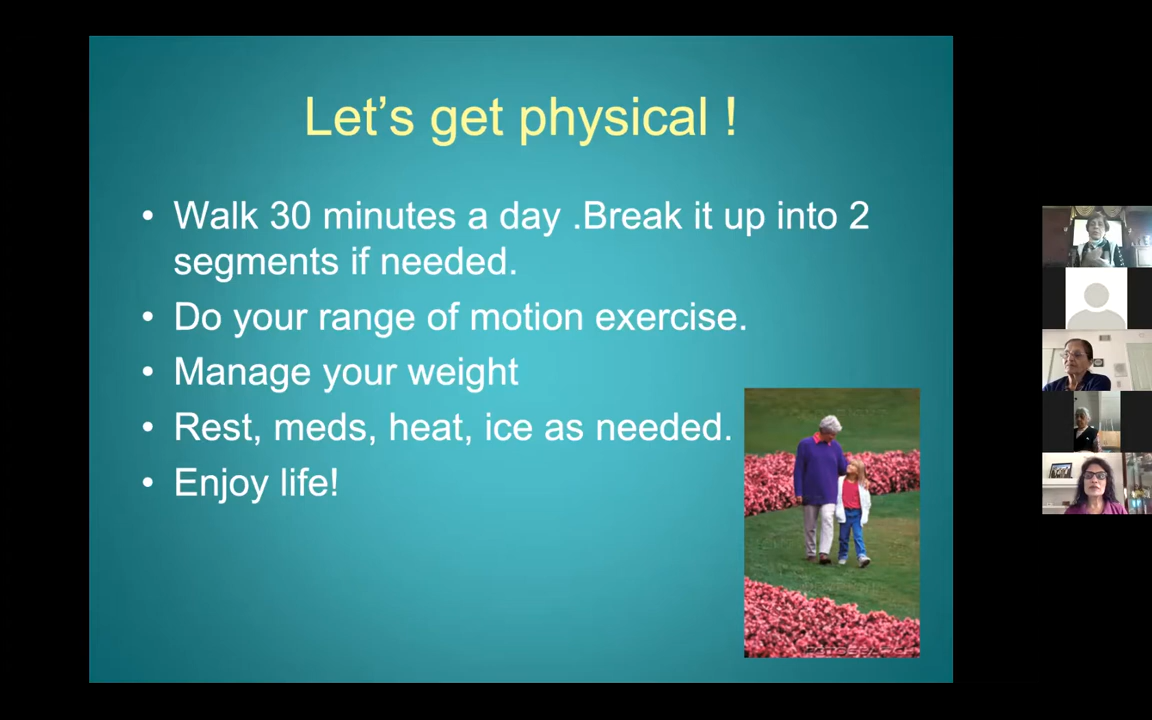 Let's get physical !
• Walk 30 minutes a day .Break it up into 2
segments if needed.
• Do your range of motion exercise.
• Manage your weight
• Rest, meds, heat, ice as needed.
• Enjoy life!
FOTOSEARCH